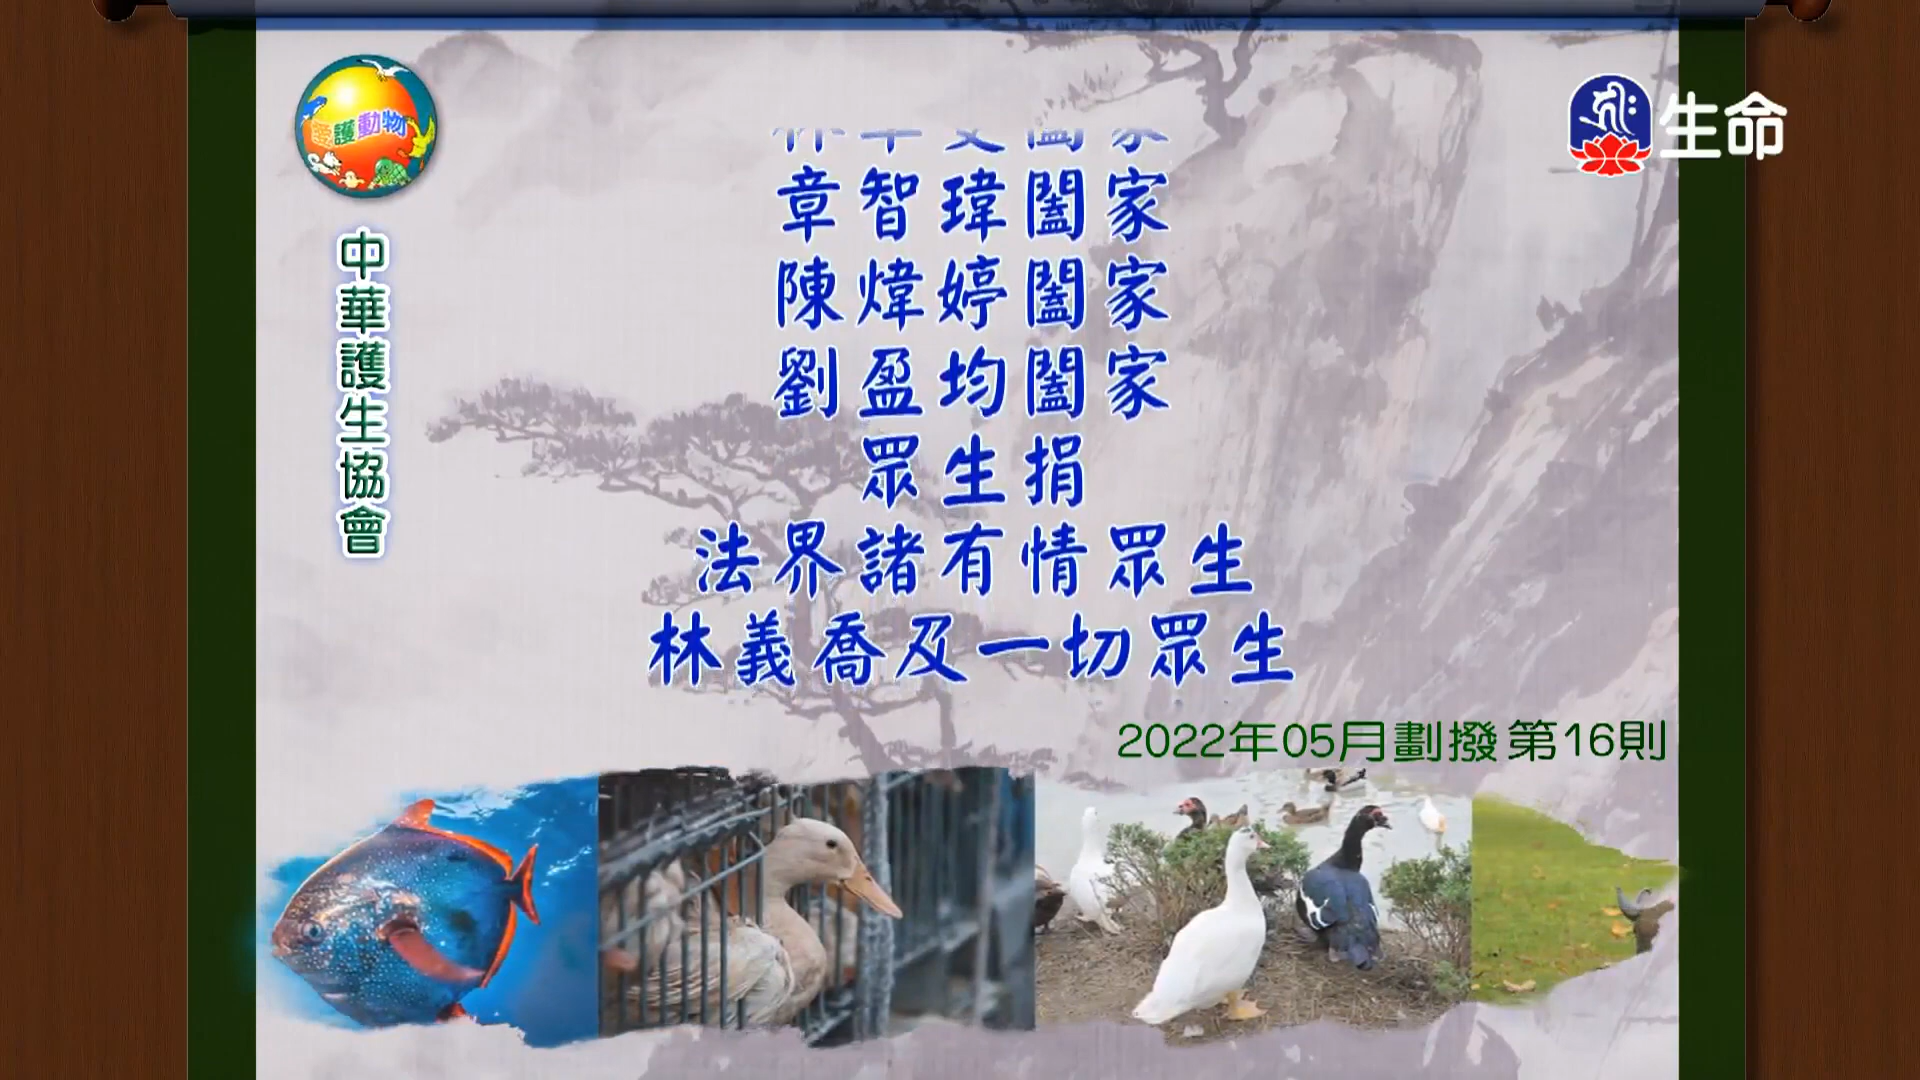 愛護動物
生命
中華護生協會
章智瑋闔家
陳煒婷闔家
劉盈均闔家
眾生捐
法界諸有情眾生
林義喬及一切眾生
2022年05月劃撥第16則